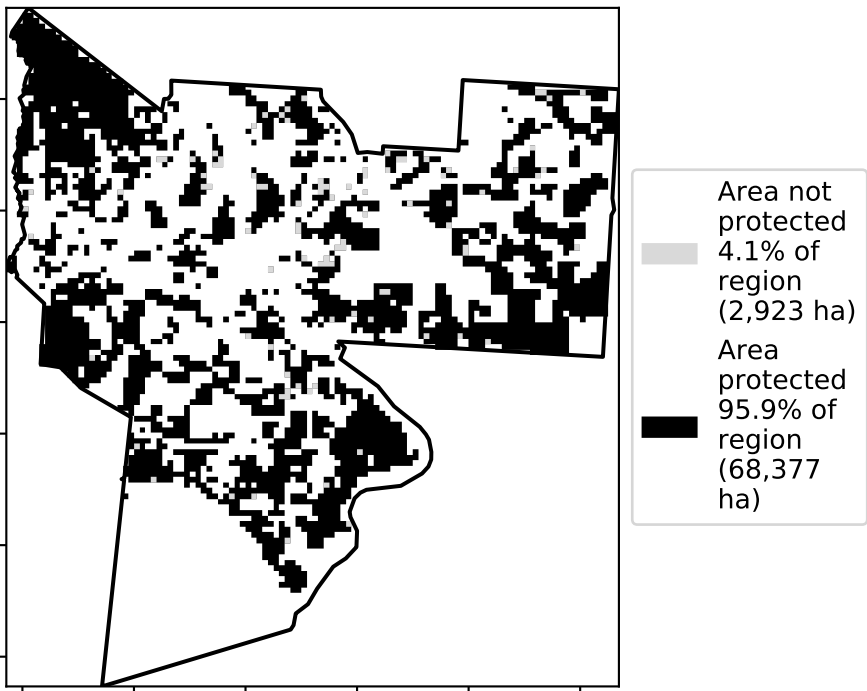 Area not
protected
4.1% of
region
(2,923 ha)
Area
protected
95.9% of
region
(68,377
ha)